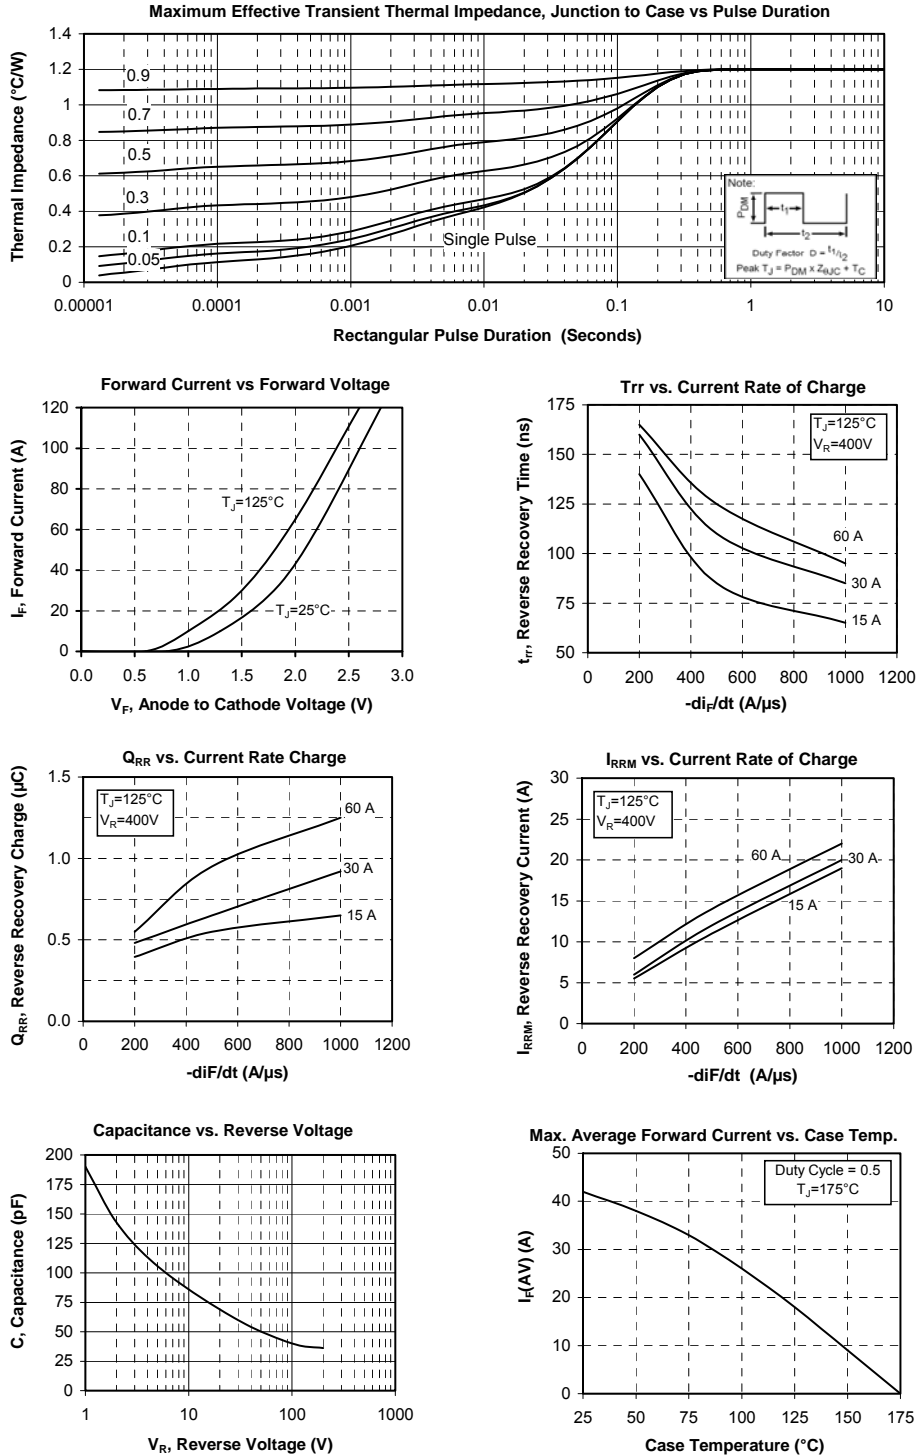 Maximum Effective Transient Thermal Impedance, Junction to Case vs Pulse Duration
Thermal Impedance (°C/W)
1.4
1.2
1
0.8
0.6
0.4
0.2
0
0.9
0.7
0.5
0.3
0.1
0.05
Single Pulse
Note:
PDM
t1
t2
Duty Factor D = t1/t2
Peak TJ = PDM x ZθJC + TC
0.00001 0.0001 0.001 0.01 0.1 1 10
Rectangular Pulse Duration (Seconds)
Forward Current vs Forward Voltage
IF, Forward Current (A)
120
100
80
60
40
20
0
TJ=125°C
TJ=25°C
0.0 0.5 1.0 1.5 2.0 2.5 3.0
VF, Anode to Cathode Voltage (V)
Trr vs. Current Rate of Charge
trr, Reverse Recovery Time (ns)
175
150
125
100
75
50
TJ=125°C
VR=400V
60 A
30 A
15 A
0 200 400 600 800 1000 1200
-diF/dt (A/µs)
QRR vs. Current Rate Charge
QRR, Reverse Recovery Charge (µC)
1.5
1.0
0.5
0.0
TJ=125°C
VR=400V
60 A
30 A
15 A
0 200 400 600 800 1000 1200
-diF/dt (A/µs)
IRRM vs. Current Rate of Charge
IRRM, Reverse Recovery Current (A)
30
25
20
15
10
5
0
TJ=125°C
VR=400V
60 A
30 A
15 A
0 200 400 600 800 1000 1200
-diF/dt (A/µs)
Capacitance vs. Reverse Voltage
C, Capacitance (pF)
200
175
150
125
100
75
50
25
0
1 10 100 1000
VR, Reverse Voltage (V)
Max. Average Forward Current vs. Case Temp.
IF(AV) (A)
50
40
30
20
10
0
Duty Cycle = 0.5
TJ=175°C
25 50 75 100 125 150 175
Case Temperature (°C)